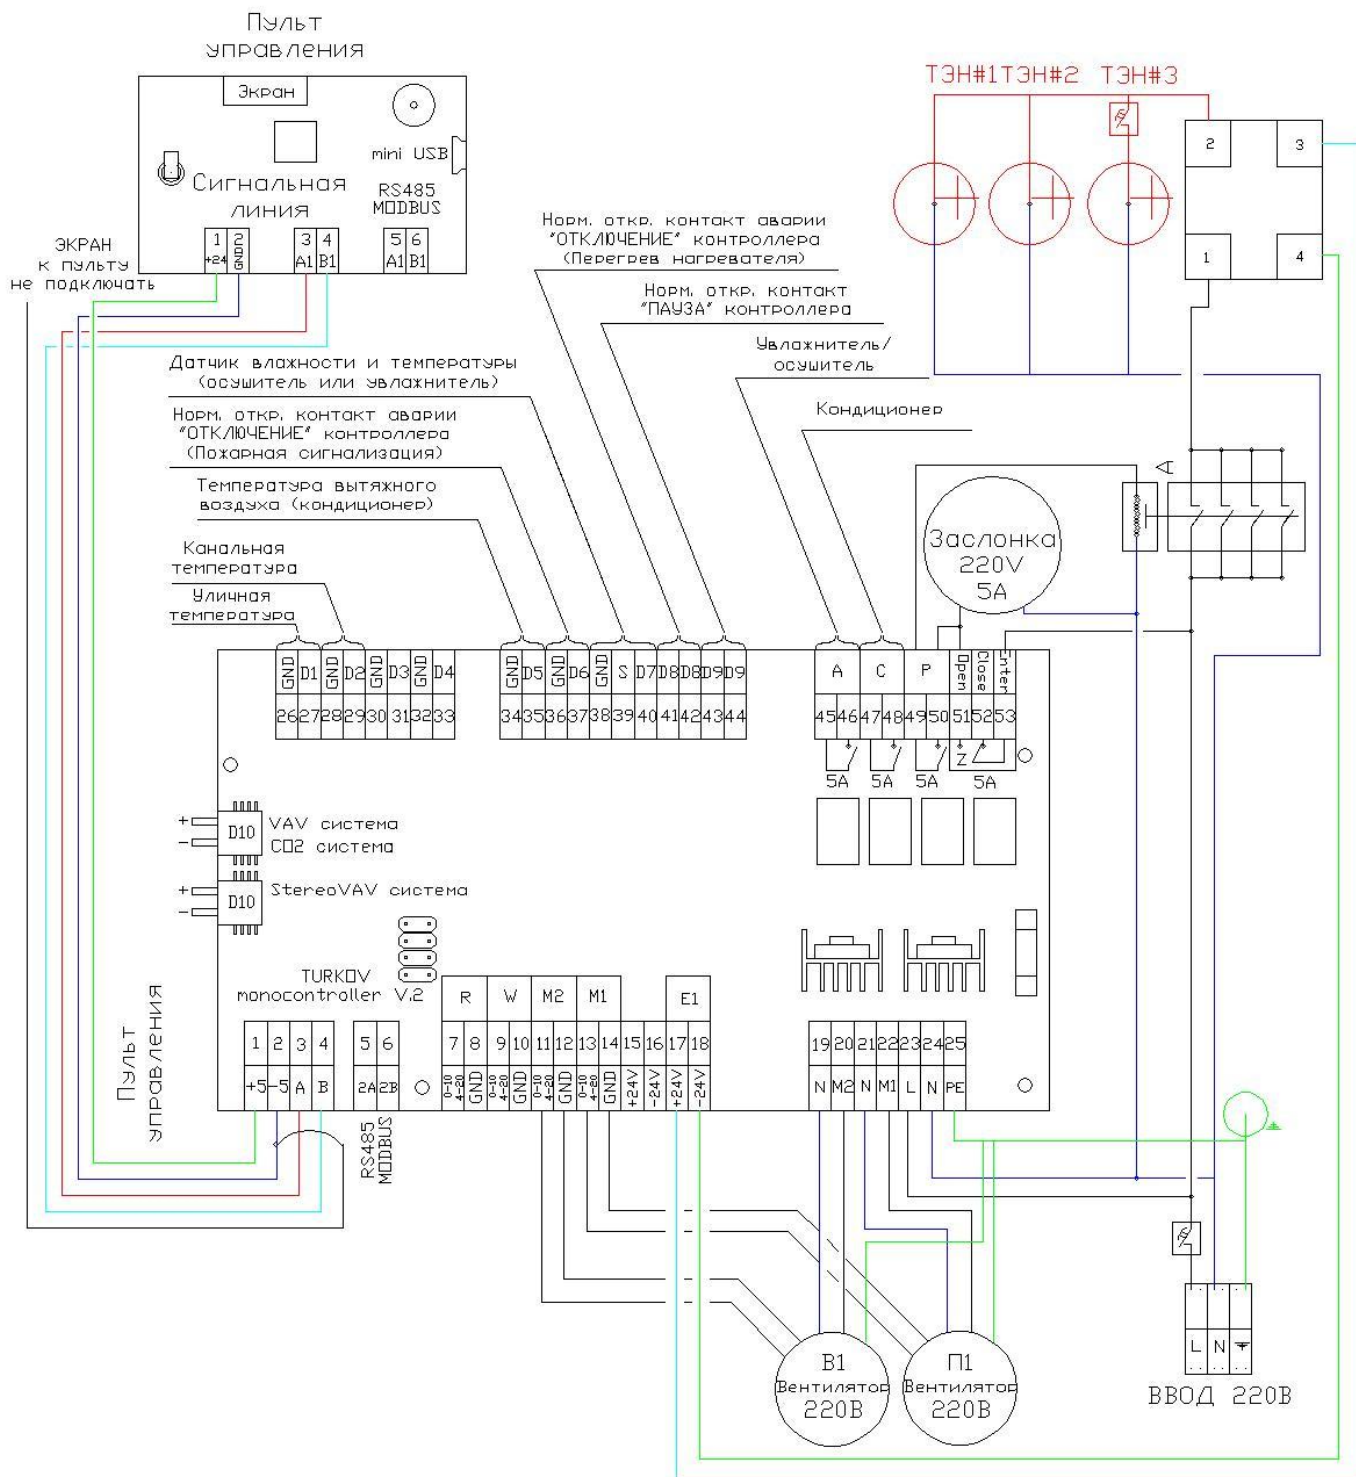 Пульт
управления
Экран
mini USB
Сигнальная
линия
RS485
MODBUS
1 2 3 4 5 6
+24 GND A1 B1 A1 B1
ЭКРАН
к пульту
не подключать
ТЭН#1 ТЭН#2 ТЭН#3
2 3
1 4
Норм. откр. контакт аварии
"ОТКЛЮЧЕНИЕ" контроллера
(Перегрев нагревателя)
Норм. откр. контакт
"ПАУЗА" контроллера
Увлажнитель/
осушитель
Кондиционер
Датчик влажности и температуры
(осушитель или увлажнитель)
Норм. откр. контакт аварии
"ОТКЛЮЧЕНИЕ" контроллера
(Пожарная сигнализация)
Температура вытяжного
воздуха (кондиционер)
Канальная
температура
Уличная
температура
А
Заслонка
220V
5A
GND D1 GND D2 GND D3 GND D4
26 27 28 29 30 31 32 33
GND D5 GND D6 GND S D7 D8 D8 D9 D9
34 35 36 37 38 39 40 41 42 43 44
A C P Open Close Enter
45 46 47 48 49 50 51 52 53
Z
5A 5A 5A 5A
+
-
D10
VAV система
CO2 система
+
-
D10
StereoVAV система
TURKOV
monocontroller V.2
Пульт
управления
1 2 3 4
+5 -5 A B
5 6
2A 2B
RS485
MODBUS
R W M2 M1 E1
7 8 9 10 11 12 13 14 15 16 17 18
0-10 4-20 GND 0-10 4-20 GND 0-10 4-20 GND 0-10 4-20 GND +24V -24V +24V -24V
19 20 21 22 23 24 25
N M2 N M1 L N PE
В1
Вентилятор
220В
П1
Вентилятор
220В
L N
ВВОД 220В